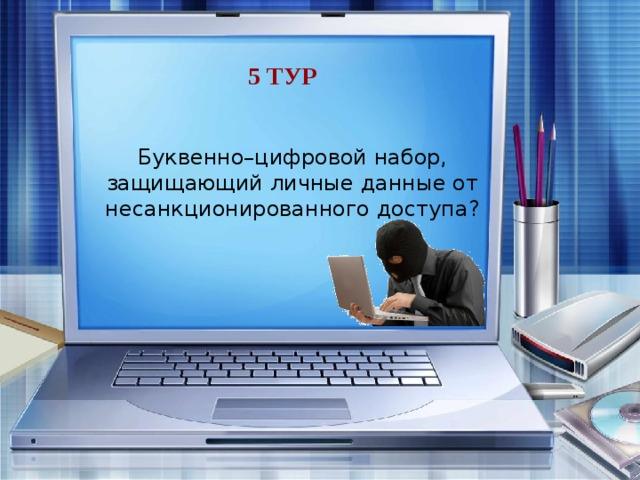 5 ТУР
Буквенно–цифровой набор,
защищающий личные данные от
несанкционированного доступа?